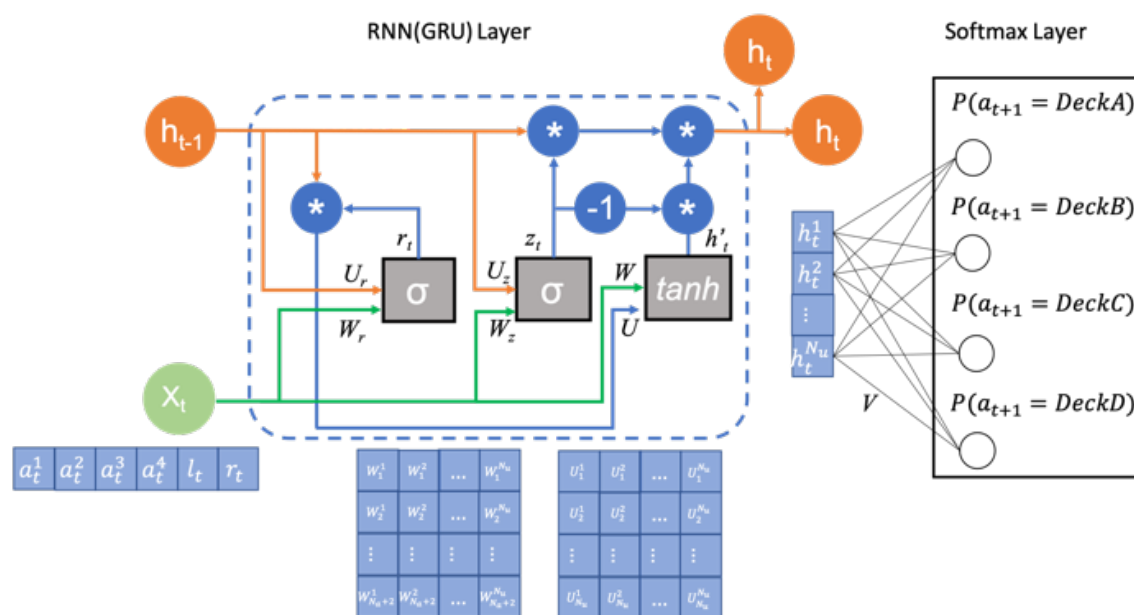 RNN(GRU) Layer
Softmax Layer
h_t
P(a_{t+1} = DeckA)
h_{t-1}
*
*
h_t
P(a_{t+1} = DeckB)
*
-1
*
r_t
z_t
h'_t
h_t^1
U_r
σ
U_z
σ
W
tanh
h_t^2
W_r
W_z
U
⋮
P(a_{t+1} = DeckC)
h_t^{N_u}
X_t
V
P(a_{t+1} = DeckD)
a_t^1 a_t^2 a_t^3 a_t^4 l_t r_t
W_1^1 W_1^2 ... W_1^{N_u}
W_2^1 W_2^2 ... W_2^{N_u}
⋮ ⋮ ⋮ ⋮
W_{N_a+2}^1 W_{N_a+2}^2 ... W_{N_a+2}^{N_u}
U_1^1 U_1^2 ... U_1^{N_u}
U_2^1 U_2^2 ... U_2^{N_u}
⋮ ⋮ ⋮ ⋮
U_{N_u}^1 U_{N_u}^2 ... U_{N_u}^{N_u}